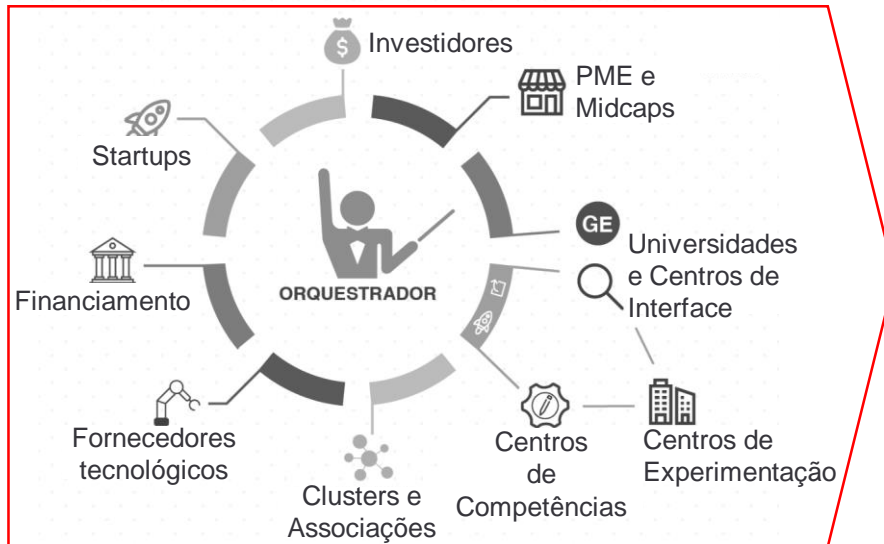 $
Investidores
PME e
Midcaps
Startups
GE
Universidades
e Centros de
Interface
ORQUESTRADOR
Financiamento
Fornecedores
tecnológicos
Clusters e
Associações
Centros
de
Competências
Centros de
Experimentação